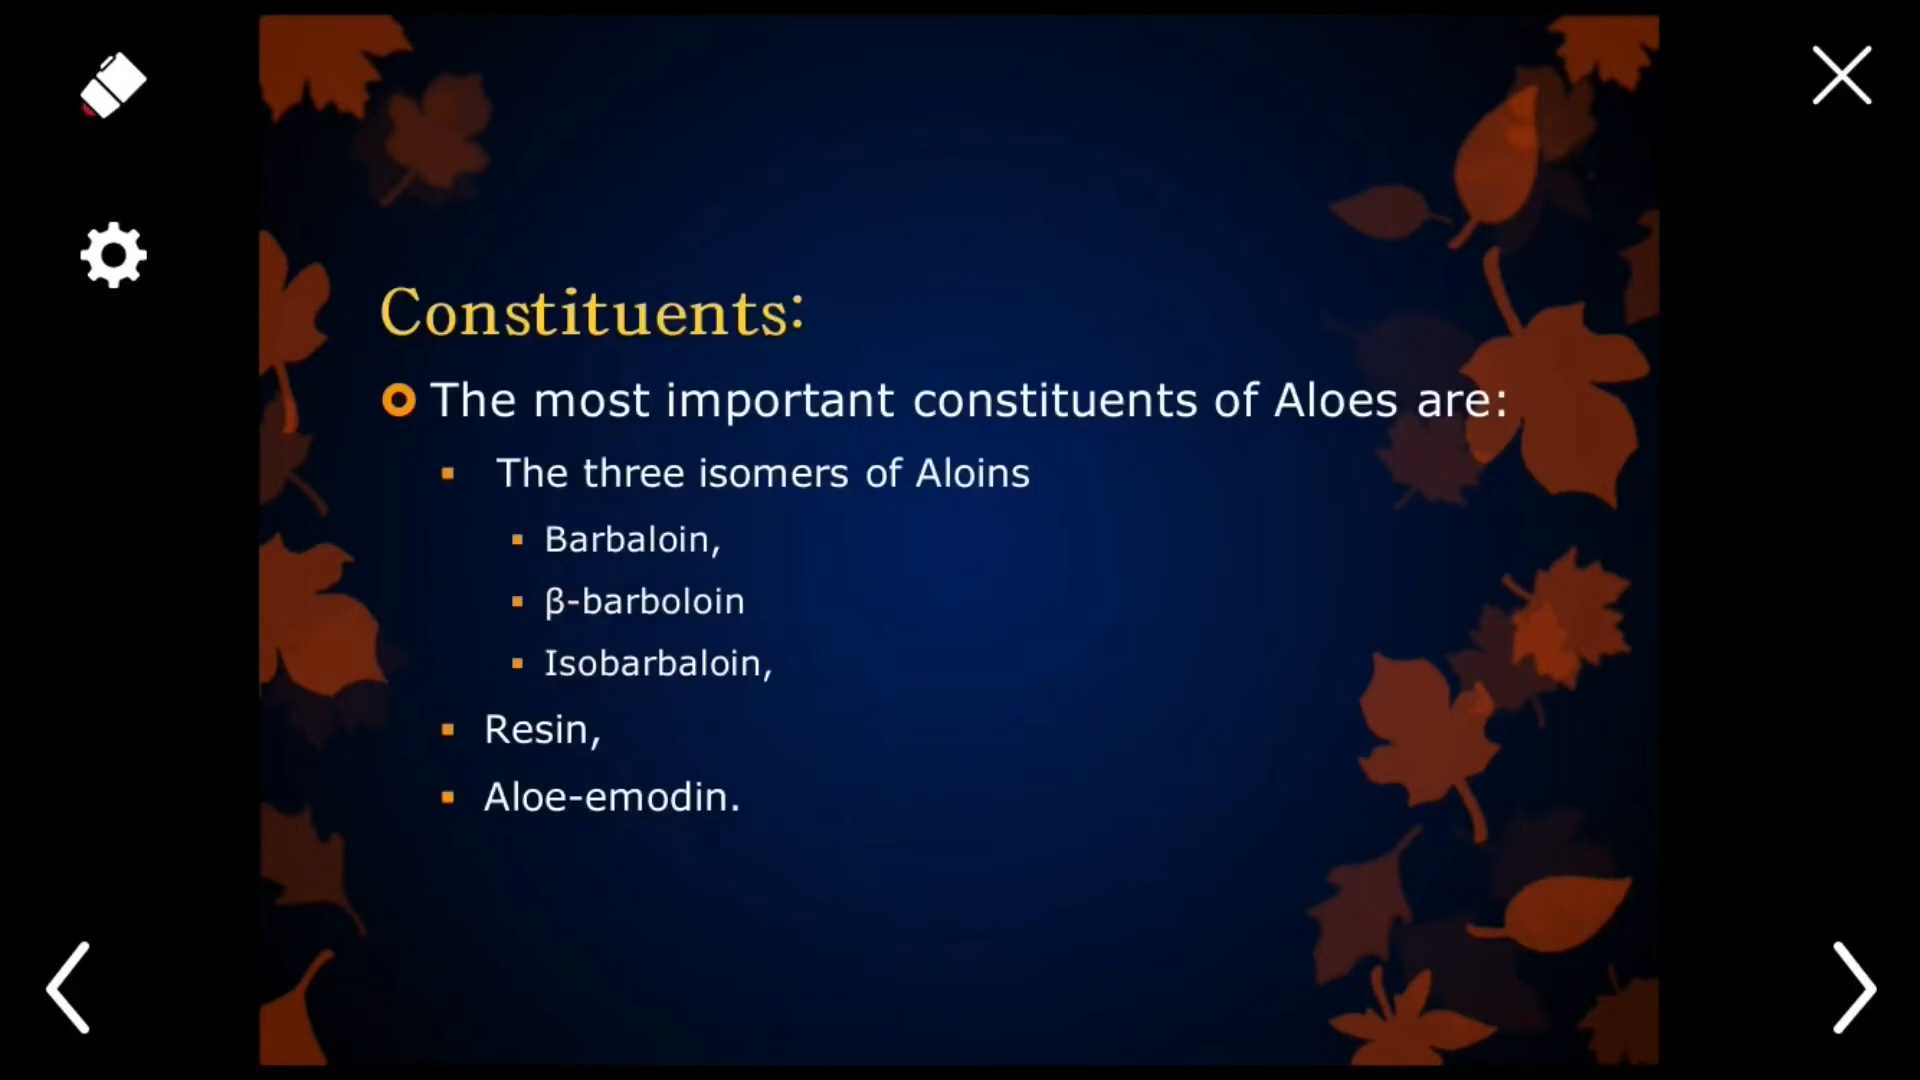 Constituents:
The most important constituents of Aloes are:
The three isomers of Aloins
Barbaloin,
β-barboloin
Isobarbaloin,
Resin,
Aloe-emodin.